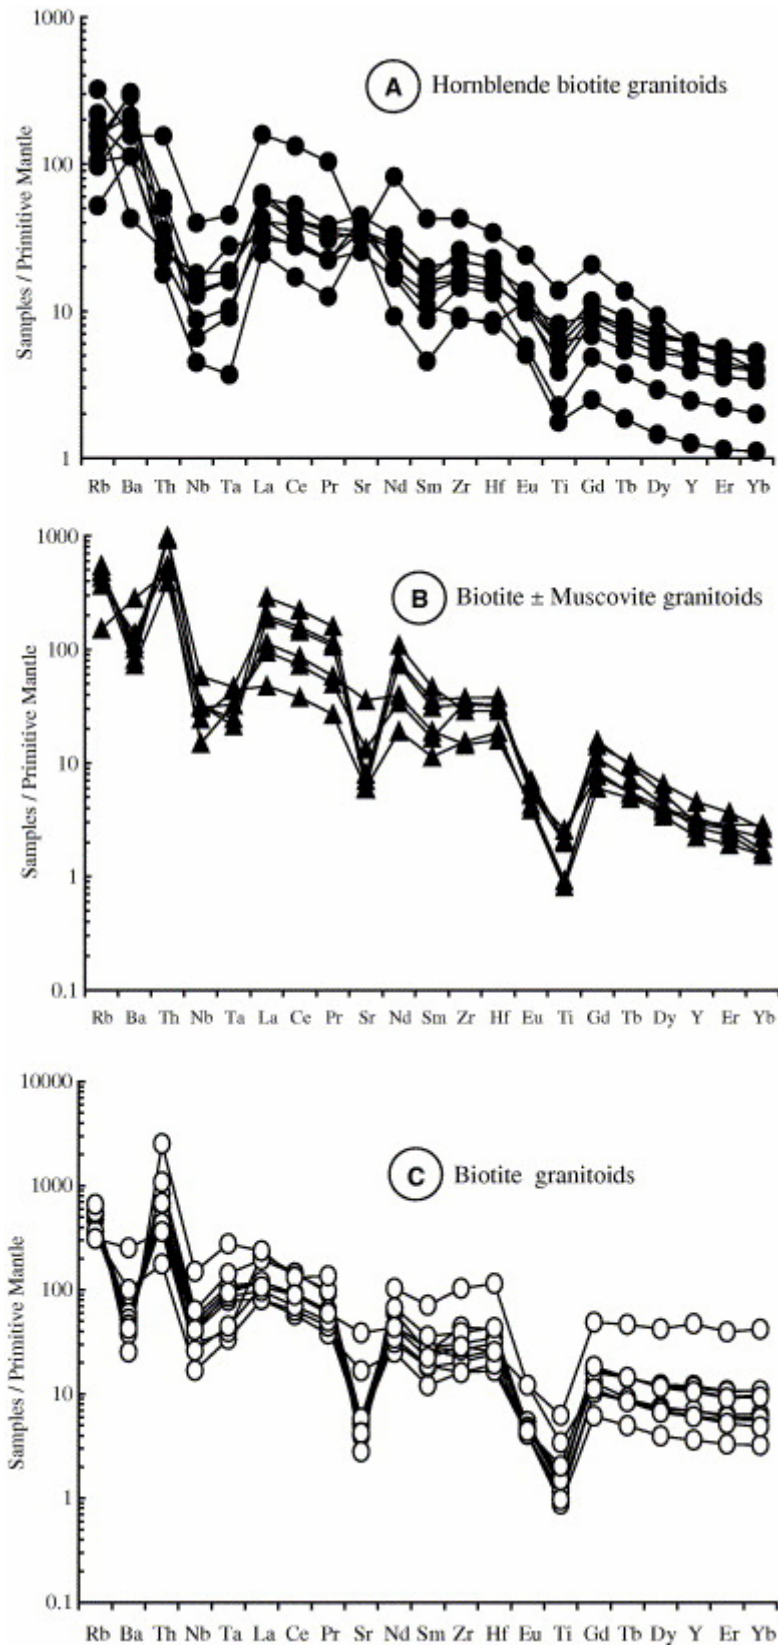 1000
A Hornblende biotite granitoids
100
10
1
Samples / Primitive Mantle
Rb Ba Th Nb Ta La Ce Pr Sr Nd Sm Zr Hf Eu Ti Gd Tb Dy Y Er Yb
1000
B Biotite ± Muscovite granitoids
100
10
1
0.1
Samples / Primitive Mantle
Rb Ba Th Nb Ta La Ce Pr Sr Nd Sm Zr Hf Eu Ti Gd Tb Dy Y Er Yb
10000
C Biotite granitoids
1000
100
10
1
0.1
Samples / Primitive Mantle
Rb Ba Th Nb Ta La Ce Pr Sr Nd Sm Zr Hf Eu Ti Gd Tb Dy Y Er Yb